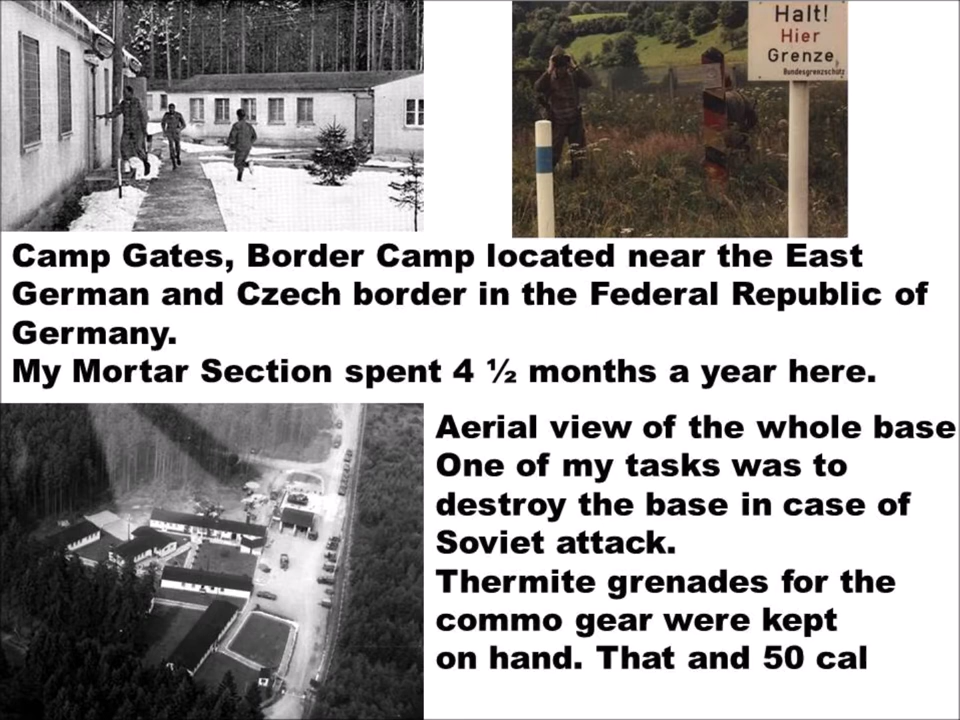 Halt!
Hier
Grenze
Bundesgrenzschutz
Camp Gates, Border Camp located near the East
German and Czech border in the Federal Republic of
Germany.
My Mortar Section spent 4 ½ months a year here.
Aerial view of the whole base
One of my tasks was to
destroy the base in case of
Soviet attack.
Thermite grenades for the
commo gear were kept
on hand. That and 50 cal